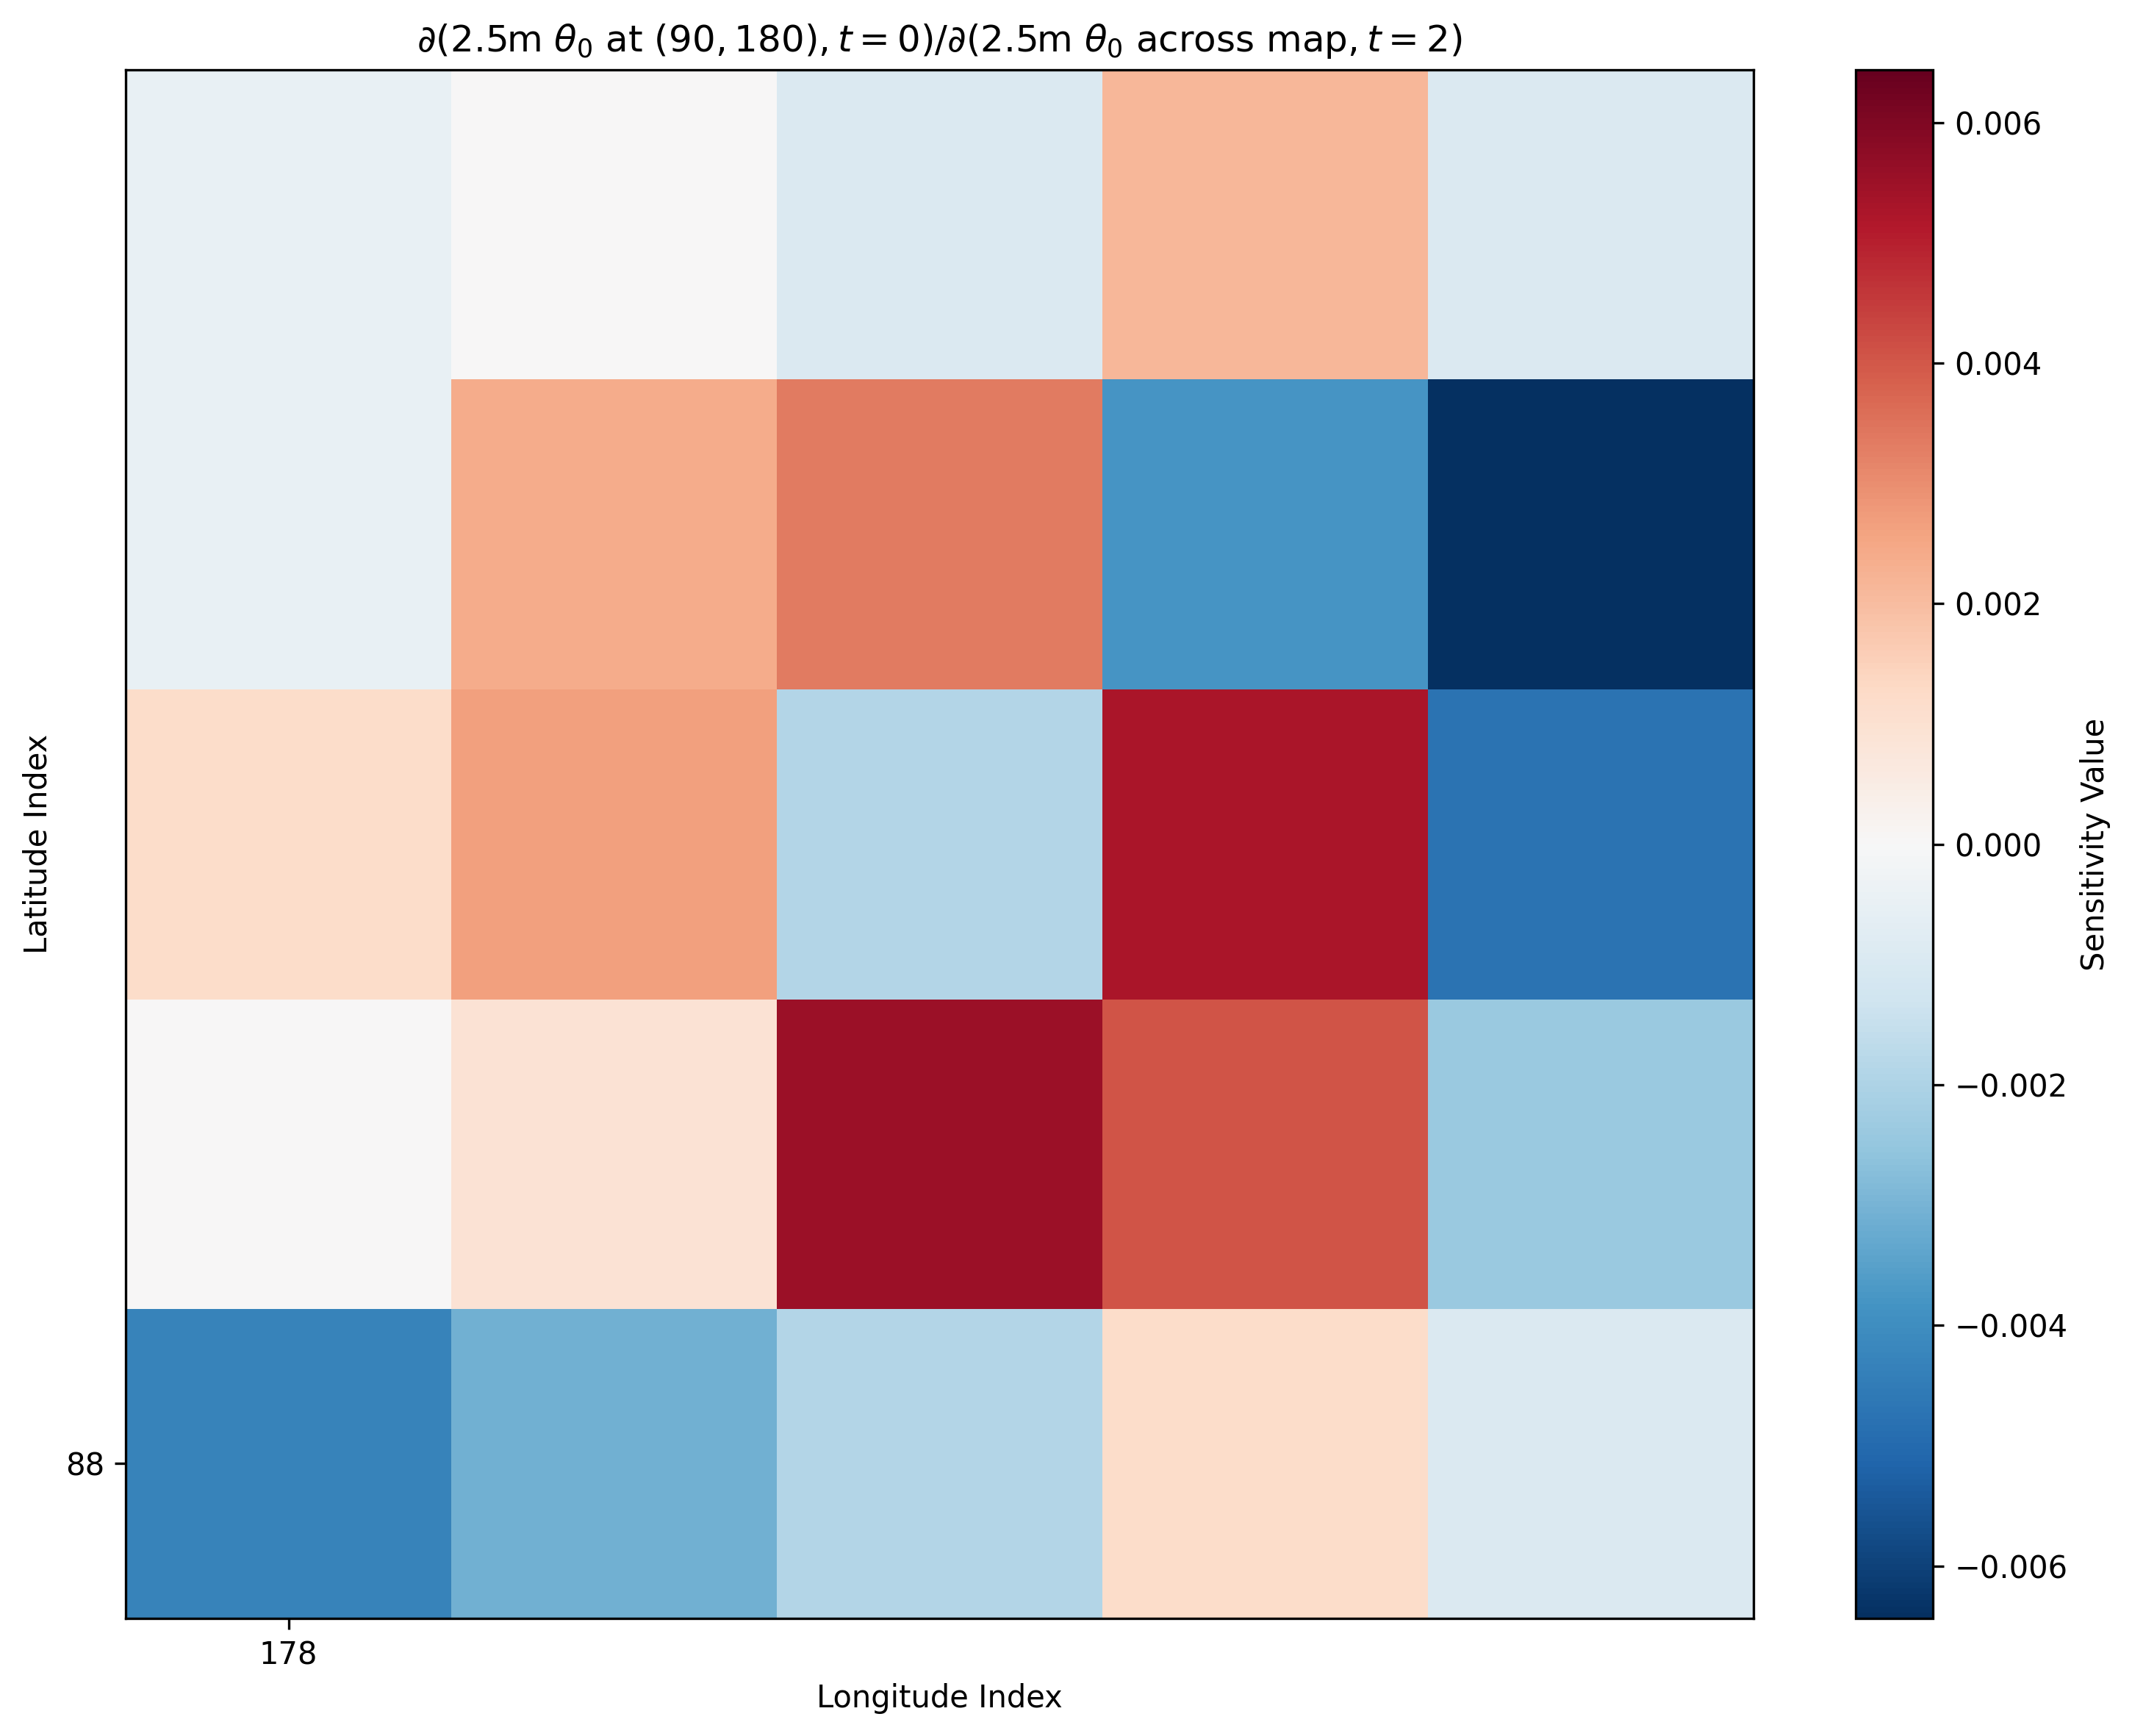 ∂(2.5m θ₀ at (90, 180), t = 0)/∂(2.5m θ₀ across map, t = 2)
Latitude Index
88
178
Longitude Index
0.006
0.004
0.002
0.000
−0.002
−0.004
−0.006
Sensitivity Value